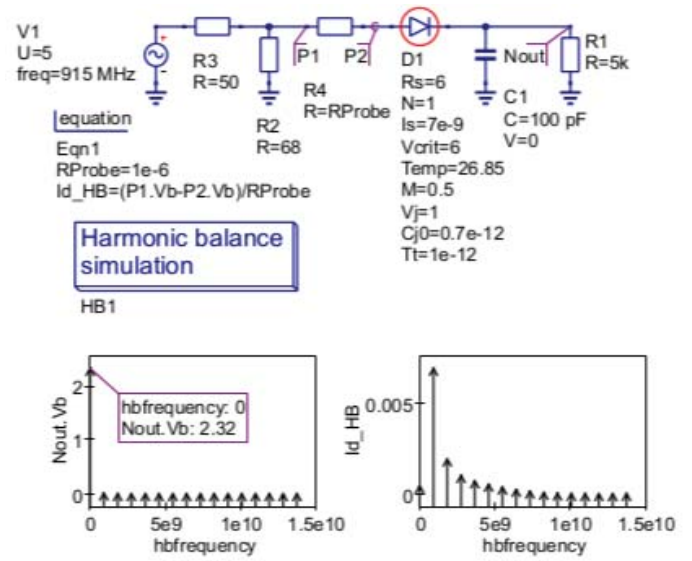 V1
U=5
freq=915 MHz
R3
R=50
R2
R=68
P1
P2
R4
R=RProbe
D1
Rs=6
N=1
Is=7e-9
Vcrit=6
Temp=26.85
M=0.5
Vj=1
Cj0=0.7e-12
Tt=1e-12
C1
C=100 pF
V=0
Nout
R1
R=5k
equation
Eqn1
RProbe=1e-6
Id_HB=(P1.Vb-P2.Vb)/RProbe
Harmonic balance
simulation
HB1
Nout.Vb
2
1
0
hbfrequency: 0
Nout.Vb: 2.32
0 5e9 1e10 1.5e10
hbfrequency
Id_HB
0.005
0
0 5e9 1e10 1.5e10
hbfrequency